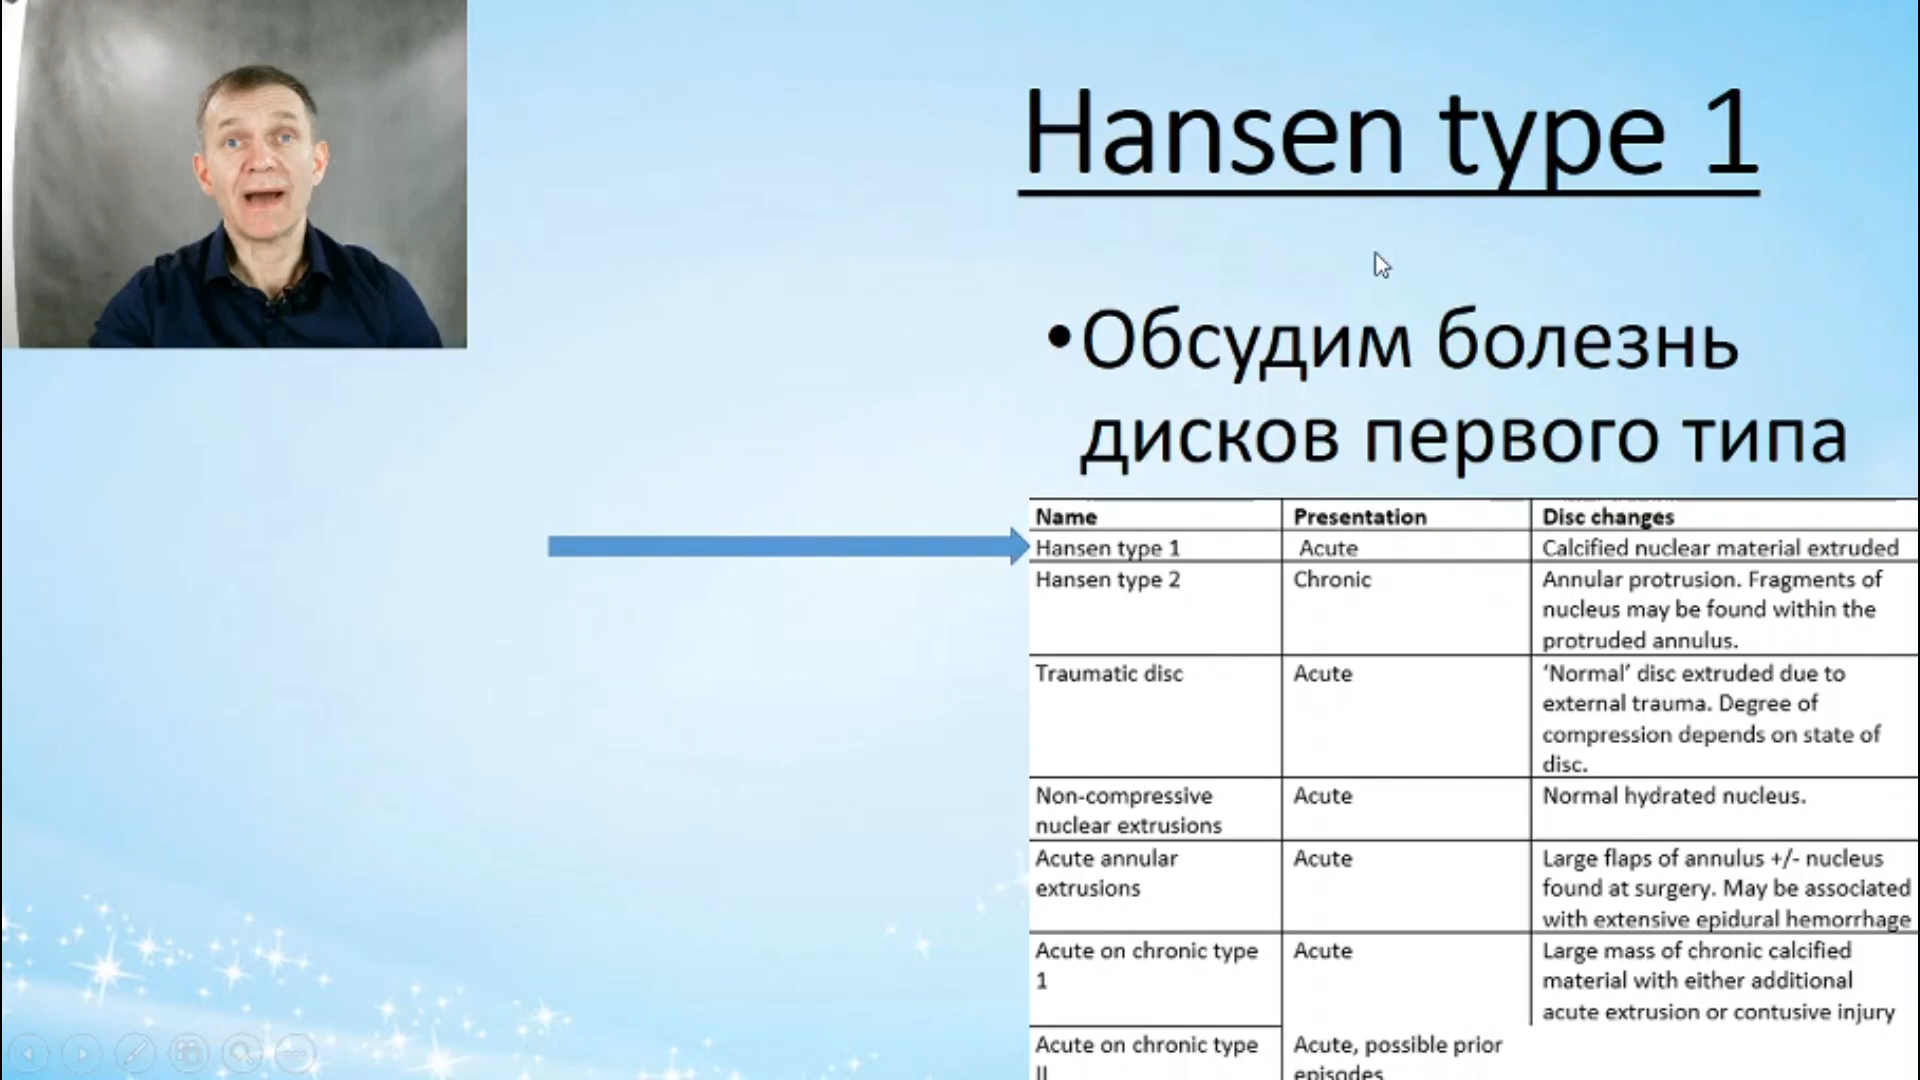 Hansen type 1
•Обсудим болезнь
дисков первого типа
Name Presentation Disc changes
Hansen type 1 Acute Calcified nuclear material extruded
Hansen type 2 Chronic Annular protrusion. Fragments of
nucleus may be found within the
protruded annulus.
Traumatic disc Acute ‘Normal’ disc extruded due to
external trauma. Degree of
compression depends on state of
disc.
Non-compressive Acute Normal hydrated nucleus.
nuclear extrusions
Acute annular Acute Large flaps of annulus +/- nucleus
extrusions found at surgery. May be associated
with extensive epidural hemorrhage
Acute on chronic type Acute Large mass of chronic calcified
1 material with either additional
acute extrusion or contusive injury
Acute on chronic type Acute, possible prior
II episodes